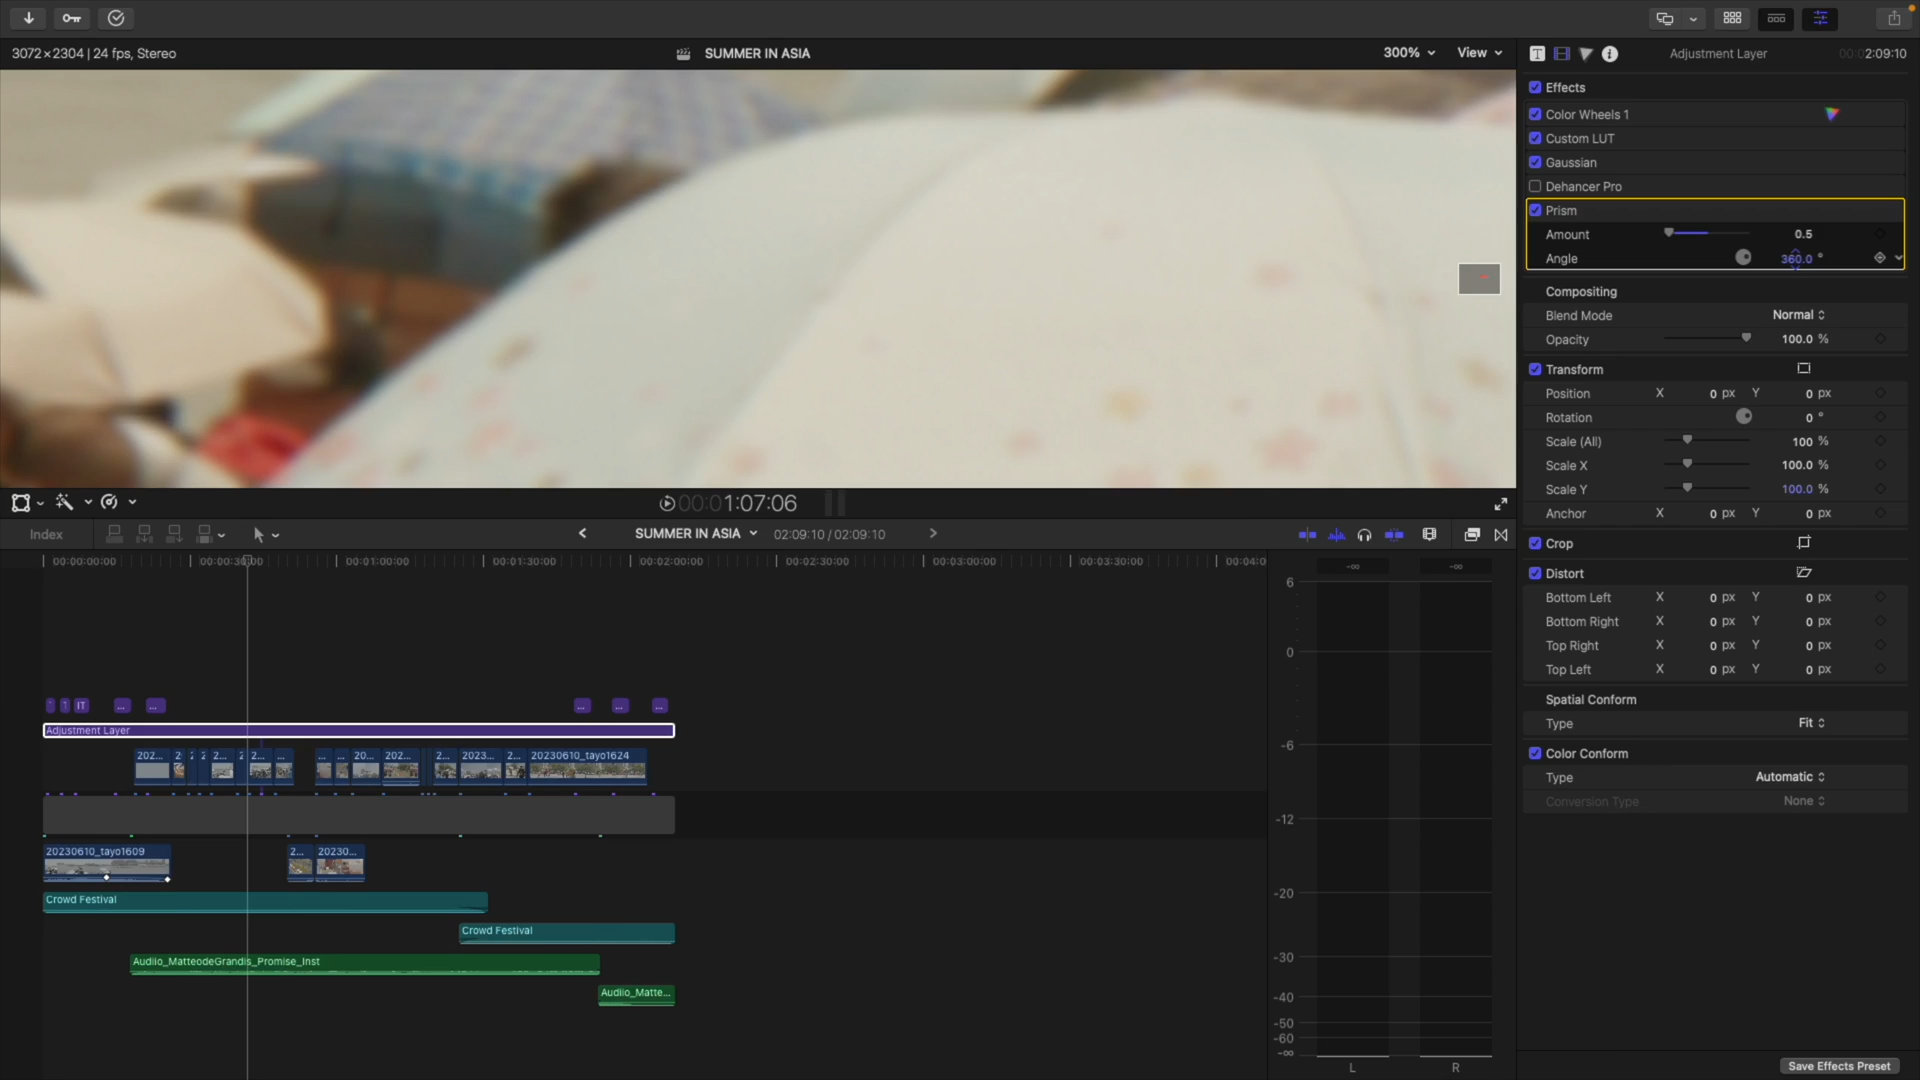 3072×2304 | 24 fps, Stereo
SUMMER IN ASIA
300%
View
Adjustment Layer
00:02:09:10
Effects
Color Wheels 1
Custom LUT
Gaussian
Dehancer Pro
Prism
Amount 0.5
Angle 360.0 °
Compositing
Blend Mode Normal
Opacity 100.0 %
Transform
Position X 0 px Y 0 px
Rotation 0 °
Scale (All) 100 %
Scale X 100.0 %
Scale Y 100.0 %
Anchor X 0 px Y 0 px
Crop
Distort
Bottom Left X 0 px Y 0 px
Bottom Right X 0 px Y 0 px
Top Right X 0 px Y 0 px
Top Left X 0 px Y 0 px
Spatial Conform
Type Fit
Color Conform
Type Automatic
Conversion Type None
Save Effects Preset
00:01:07:06
Index
SUMMER IN ASIA
02:09:10 / 02:09:10
00:00:00:00 00:00:30:00 00:01:00:00 00:01:30:00 00:02:00:00 00:02:30:00 00:03:00:00 00:03:30:00 00:04:0
IT ... ... ... ... ...
Adjustment Layer
202... 2... 2... ... ... 20... 202... 2... 2023... 2... 20230610_tayo1624
20230610_tayo1609 2... 20230...
Crowd Festival
Crowd Festival
Audiio_MatteodeGrandis_Promise_Inst
Audiio_Matte...
-∞ -∞
6
0
-6
-12
-20
-30
-40
-50
-60
-∞
L R